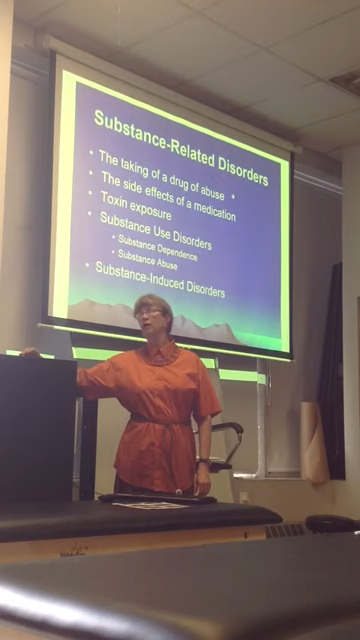 Substance-Related Disorders
• The taking of a drug of abuse
• The side effects of a medication
• Toxin exposure
• Substance Use Disorders
• Substance Dependence
• Substance Abuse
• Substance-Induced Disorders